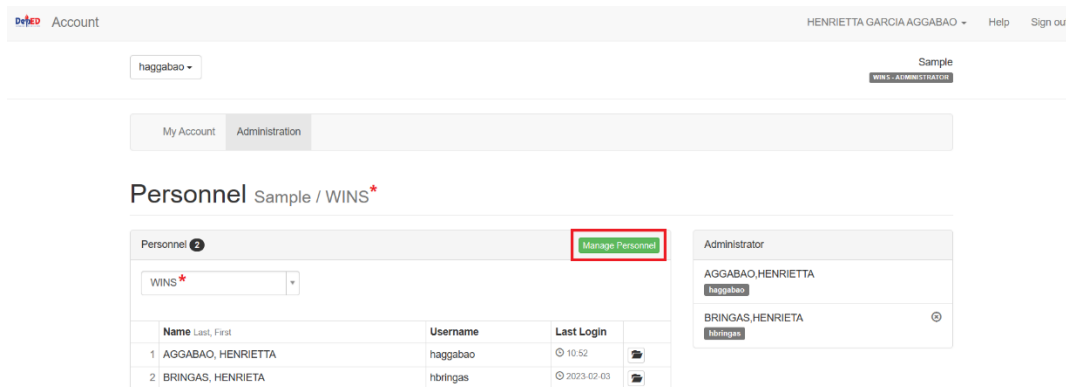 DepED Account HENRIETTA GARCIA AGGABAO Help Sign ou
haggabao Sample
WINS - ADMINISTRATOR
My Account Administration
Personnel Sample / WINS*
Personnel 2 Manage Personnel
WINS*
Name Last, First Username Last Login
1 AGGABAO, HENRIETTA haggabao 10:52
2 BRINGAS, HENRIETA hbringas 2023-02-03
Administrator
AGGABAO,HENRIETTA
haggabao
BRINGAS,HENRIETA
hbringas